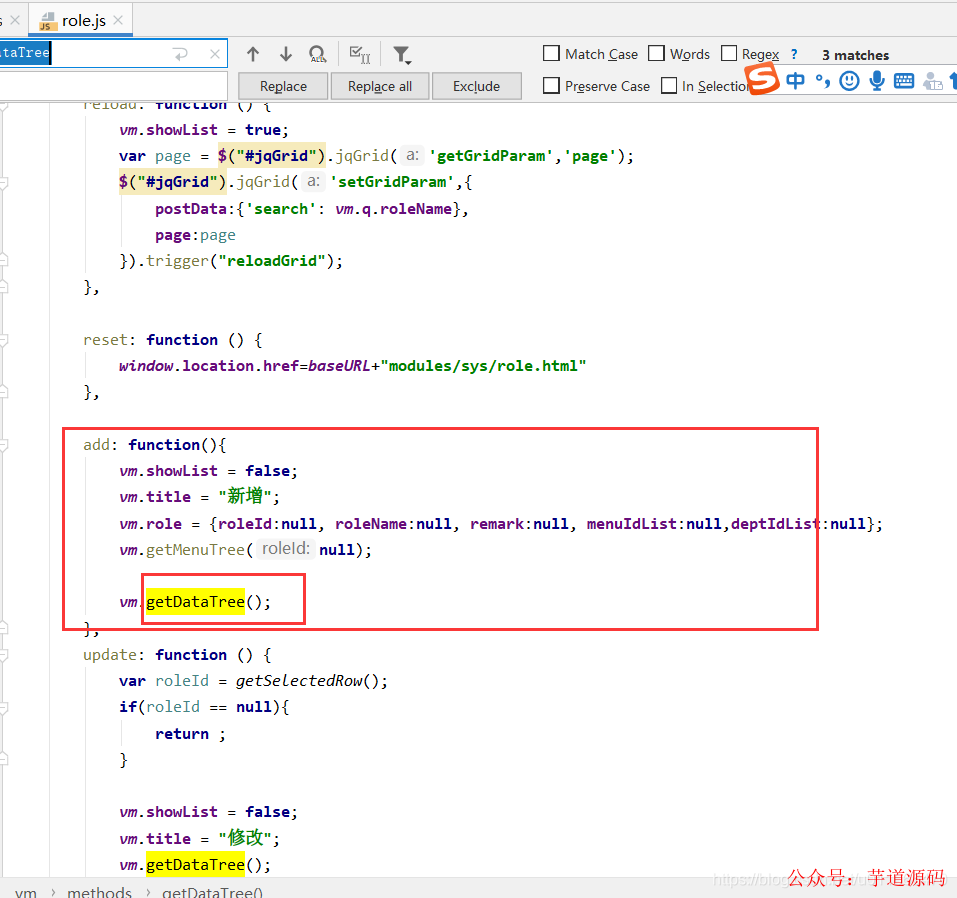 role.js
taTree
Match Case Words Regex ? 3 matches
Replace Replace all Exclude Preserve Case In Selection
中
reload: function () {
vm.showList = true;
var page = $("#jqGrid").jqGrid( a: 'getGridParam','page');
$("#jqGrid").jqGrid( a: 'setGridParam',{
postData:{'search': vm.q.roleName},
page:page
}).trigger("reloadGrid");
},
reset: function () {
window.location.href=baseURL+"modules/sys/role.html"
},
add: function(){
vm.showList = false;
vm.title = "新增";
vm.role = {roleId:null, roleName:null, remark:null, menuIdList:null,deptIdList:null};
vm.getMenuTree( roleId: null);
vm.getDataTree();
},
update: function () {
var roleId = getSelectedRow();
if(roleId == null){
return ;
}
vm.showList = false;
vm.title = "修改";
vm.getDataTree();
vm › methods › getDataTree()
公众号: 芋道源码